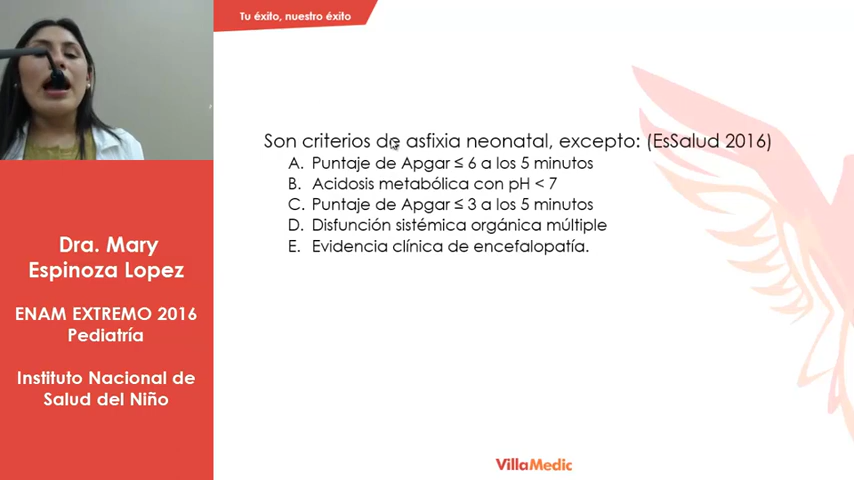 Tu éxito, nuestro éxito
Son criterios de asfixia neonatal, excepto: (EsSalud 2016)
A. Puntaje de Apgar ≤ 6 a los 5 minutos
B. Acidosis metabólica con pH < 7
C. Puntaje de Apgar ≤ 3 a los 5 minutos
D. Disfunción sistémica orgánica múltiple
E. Evidencia clínica de encefalopatía.
Dra. Mary
Espinoza Lopez
ENAM EXTREMO 2016
Pediatría
Instituto Nacional de
Salud del Niño
VillaMedic